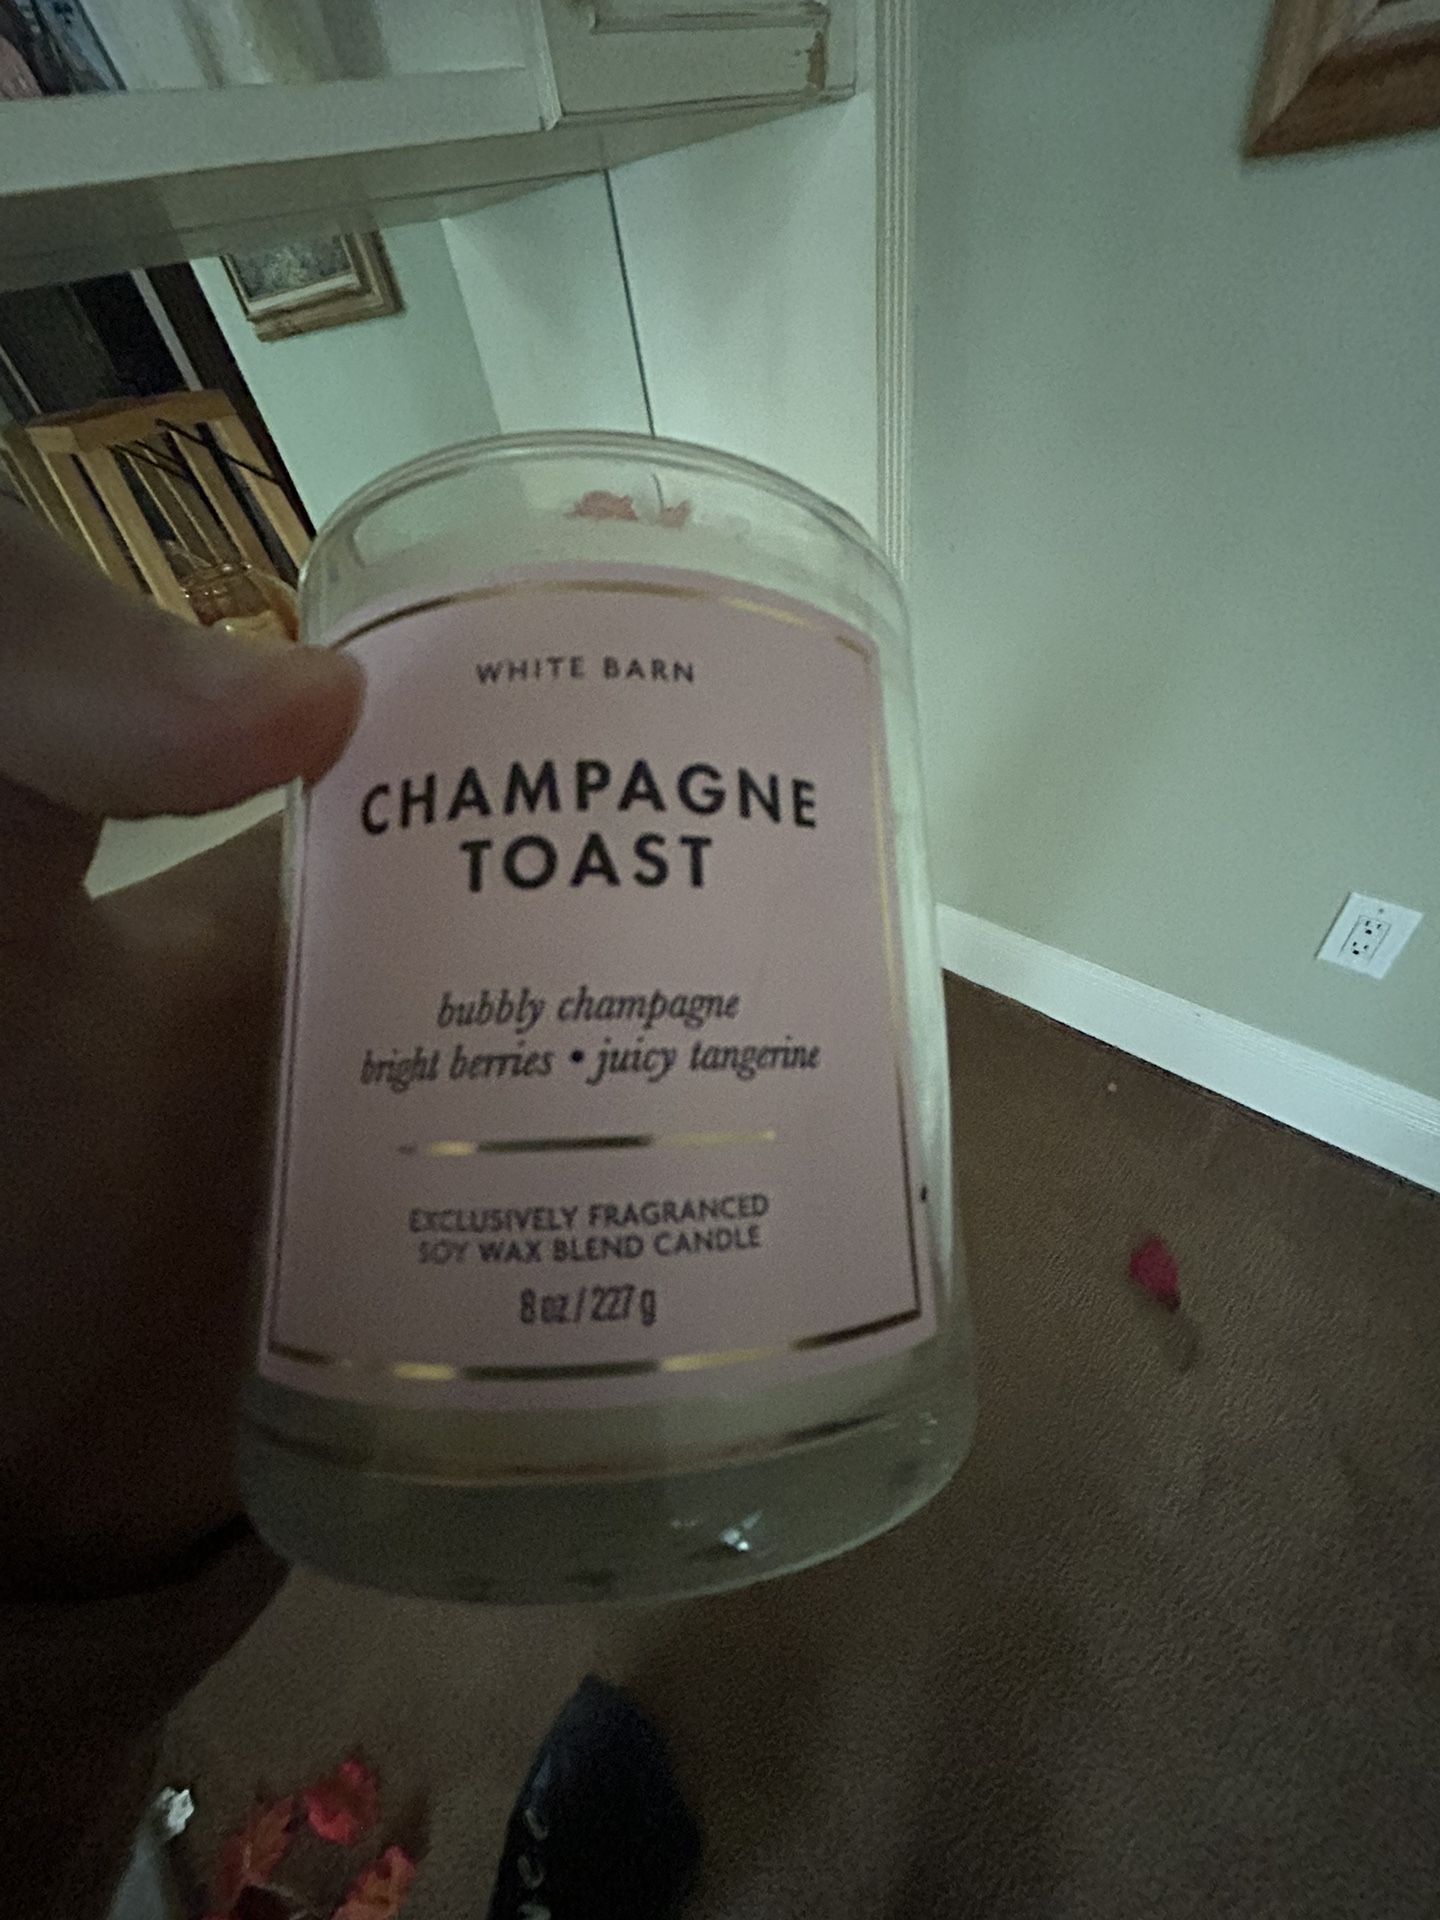 WHITE BARN
CHAMPAGNE
TOAST
bubbly champagne
bright berries • juicy tangerine
EXCLUSIVELY FRAGRANCED
SOY WAX BLEND CANDLE
8 oz / 227 g